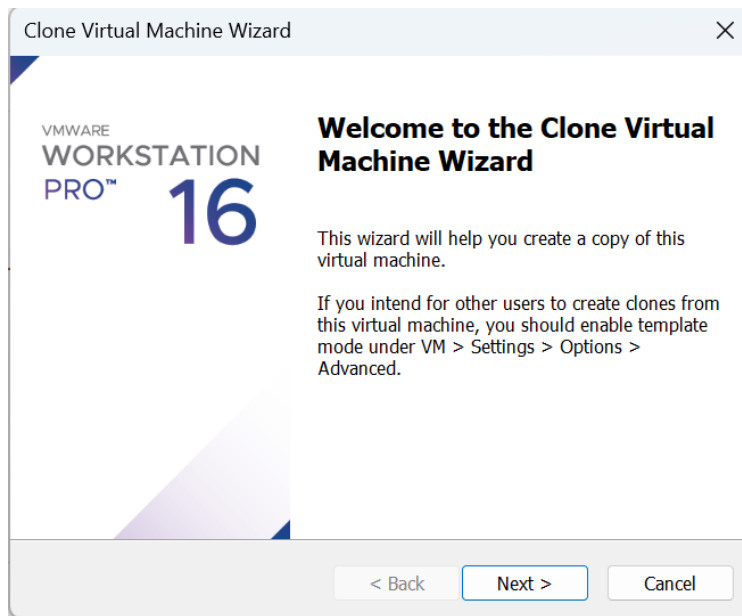 Clone Virtual Machine Wizard
VMWARE
WORKSTATION
PRO™
16
Welcome to the Clone Virtual
Machine Wizard
This wizard will help you create a copy of this
virtual machine.
If you intend for other users to create clones from
this virtual machine, you should enable template
mode under VM > Settings > Options >
Advanced.
< Back
Next >
Cancel